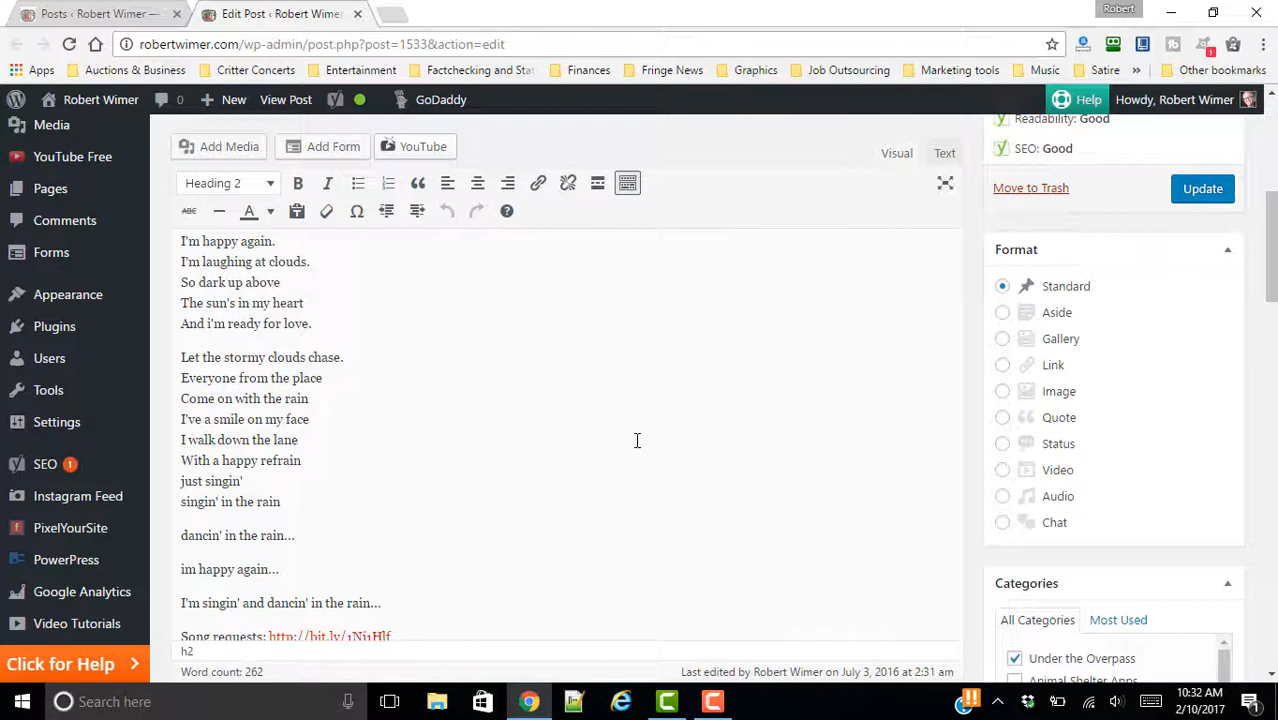 Posts ‹ Robert Wimer —
Edit Post ‹ Robert Wimer
Robert
robertwimer.com/wp-admin/post.php?post=1533&action=edit
Apps
Auctions & Business
Critter Concerts
Entertainment
Factchecking and Stat
Finances
Fringe News
Graphics
Job Outsourcing
Marketing tools
Music
Satire
»
Other bookmarks
Robert Wimer
0
New
View Post
GoDaddy
Help
Howdy, Robert Wimer
Media
YouTube Free
Pages
Comments
Forms
Appearance
Plugins
Users
Tools
Settings
SEO 1
Instagram Feed
PixelYourSite
PowerPress
Google Analytics
Video Tutorials
Click for Help
Add Media
Add Form
YouTube
Visual
Text
Heading 2
B
I
ABC
A
I'm happy again.
I'm laughing at clouds.
So dark up above
The sun's in my heart
And i'm ready for love.
Let the stormy clouds chase.
Everyone from the place
Come on with the rain
I've a smile on my face
I walk down the lane
With a happy refrain
just singin'
singin' in the rain
dancin' in the rain...
im happy again...
I'm singin' and dancin' in the rain...
Song requests: http://bit.ly/1Ni1Hlf
h2
Word count: 262
Last edited by Robert Wimer on July 3, 2016 at 2:31 am
Readability: Good
SEO: Good
Move to Trash
Update
Format
Standard
Aside
Gallery
Link
Image
Quote
Status
Video
Audio
Chat
Categories
All Categories
Most Used
Under the Overpass
Animal Shelter Apps
Search here
10:32 AM
2/10/2017